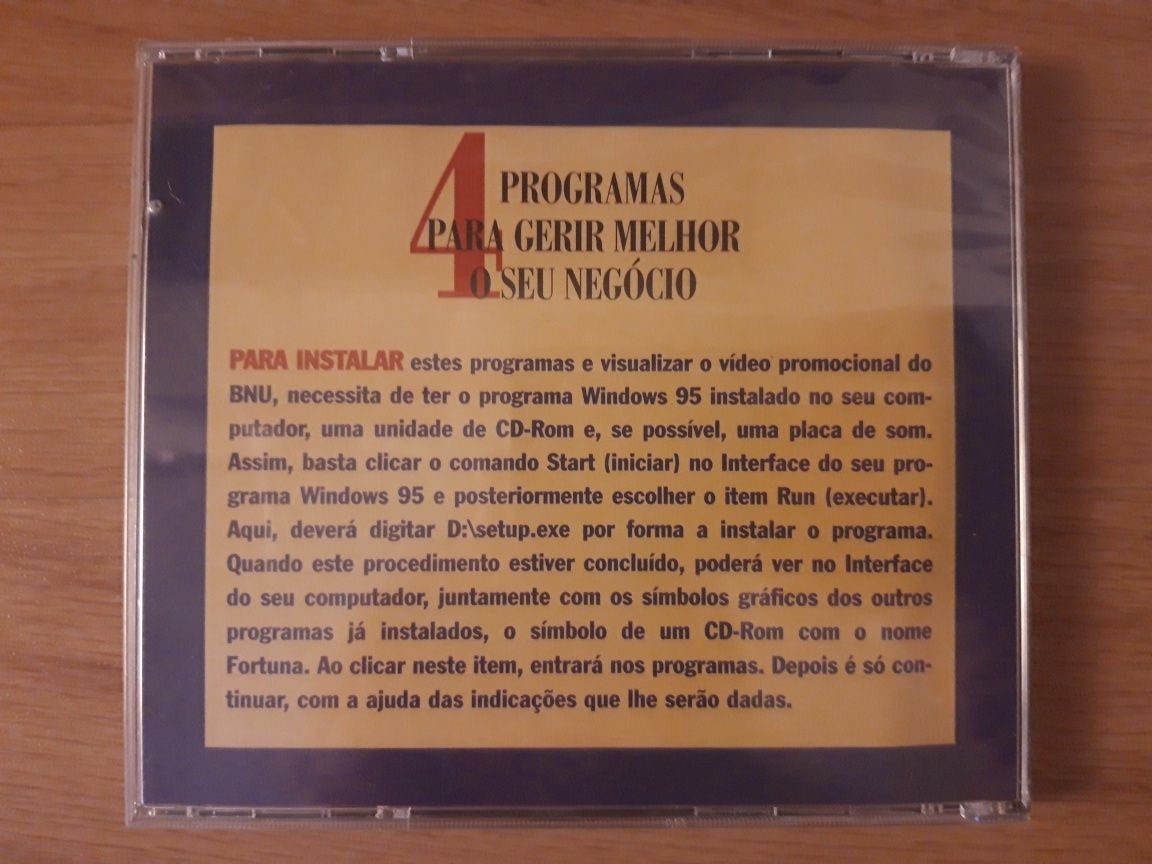 4 PROGRAMAS
PARA GERIR MELHOR
O SEU NEGÓCIO
PARA INSTALAR estes programas e visualizar o vídeo promocional do
BNU, necessita de ter o programa Windows 95 instalado no seu com-
putador, uma unidade de CD-Rom e, se possível, uma placa de som.
Assim, basta clicar o comando Start (iniciar) no Interface do seu pro-
grama Windows 95 e posteriormente escolher o item Run (executar).
Aqui, deverá digitar D:\setup.exe por forma a instalar o programa.
Quando este procedimento estiver concluído, poderá ver no Interface
do seu computador, juntamente com os símbolos gráficos dos outros
programas já instalados, o símbolo de um CD-Rom com o nome
Fortuna. Ao clicar neste item, entrará nos programas. Depois é só con-
tinuar, com a ajuda das indicações que lhe serão dadas.